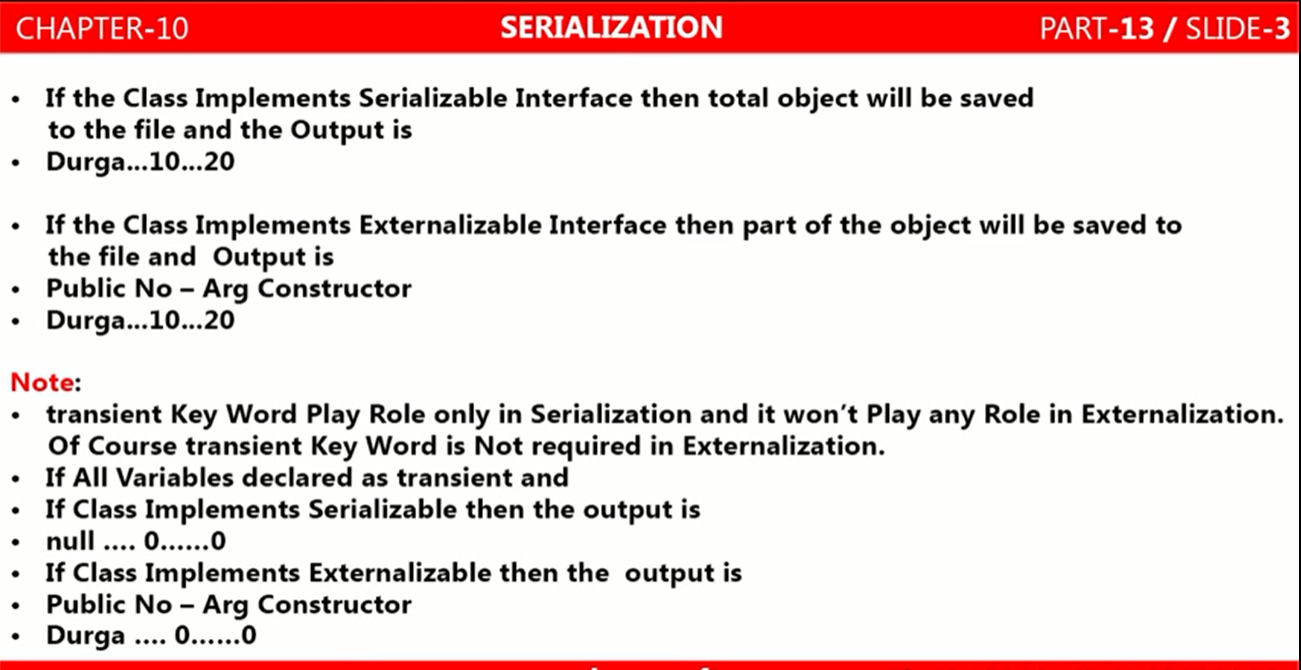 CHAPTER-10
SERIALIZATION
PART-13 / SLIDE-3
• If the Class Implements Serializable Interface then total object will be saved
to the file and the Output is
• Durga...10...20
• If the Class Implements Externalizable Interface then part of the object will be saved to
the file and Output is
• Public No – Arg Constructor
• Durga...10...20
Note:
• transient Key Word Play Role only in Serialization and it won't Play any Role in Externalization.
Of Course transient Key Word is Not required in Externalization.
• If All Variables declared as transient and
• If Class Implements Serializable then the output is
• null .... 0......0
• If Class Implements Externalizable then the output is
• Public No – Arg Constructor
• Durga .... 0......0